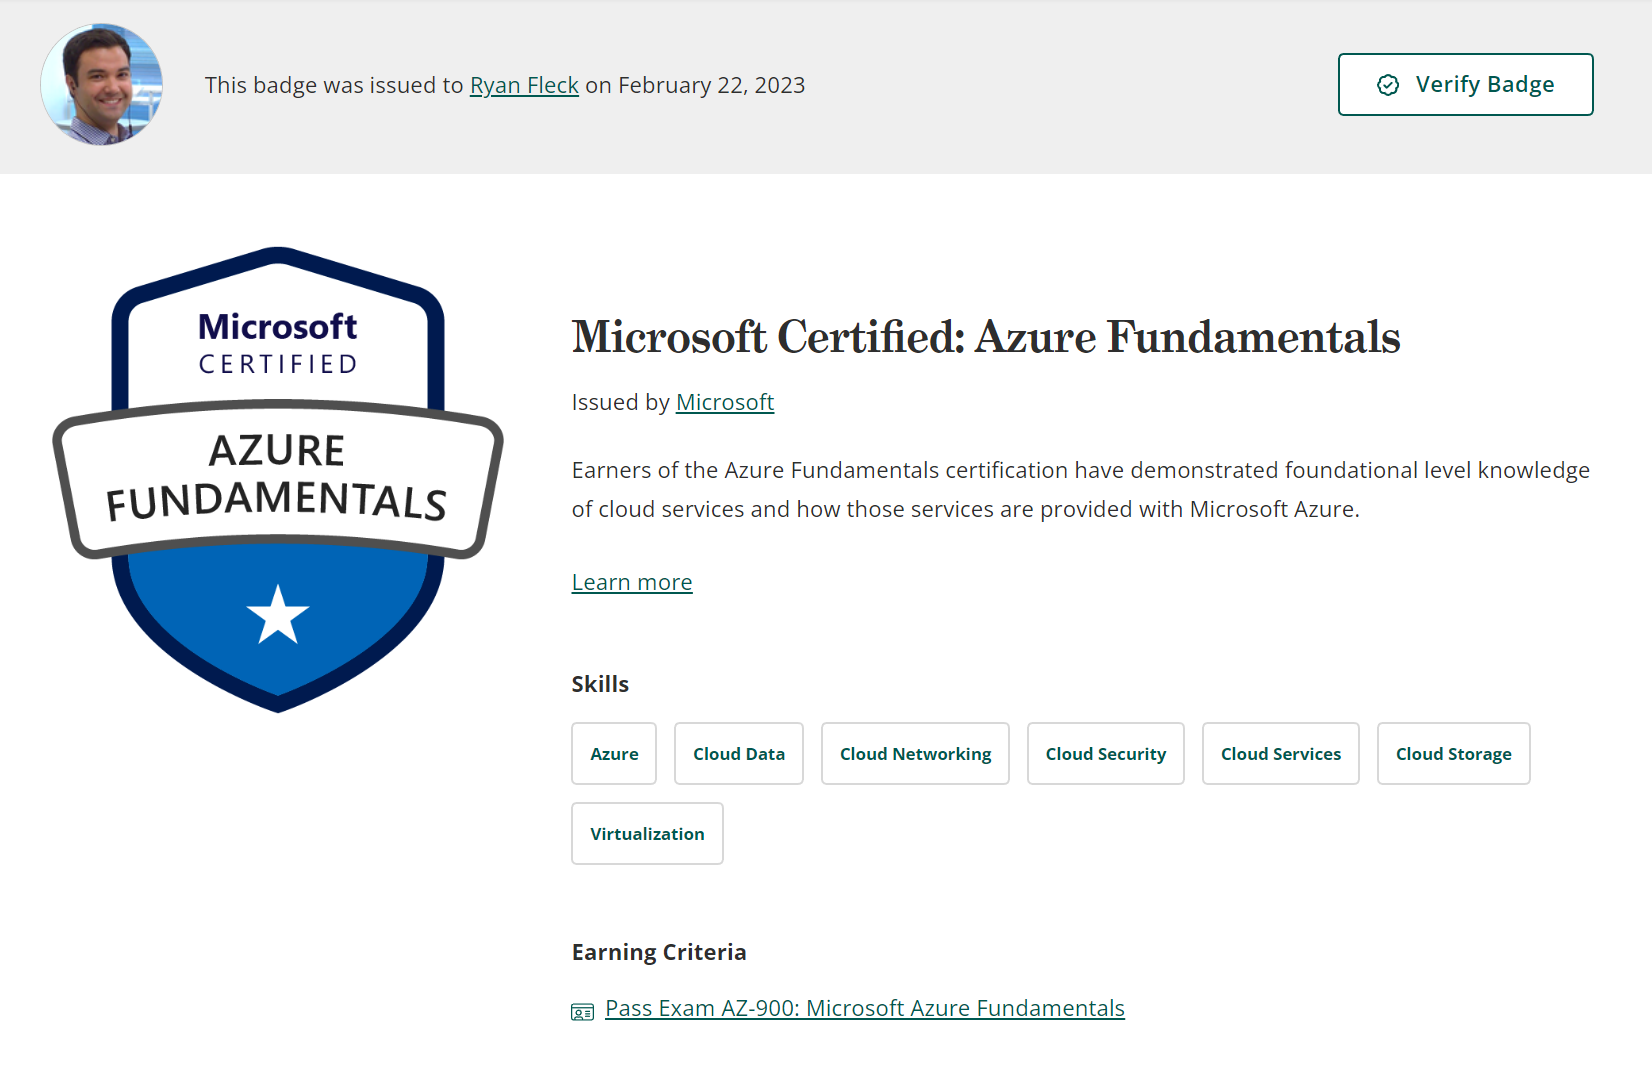 This badge was issued to Ryan Fleck on February 22, 2023
Verify Badge
Microsoft
CERTIFIED
AZURE
FUNDAMENTALS
Microsoft Certified: Azure Fundamentals
Issued by Microsoft
Earners of the Azure Fundamentals certification have demonstrated foundational level knowledge
of cloud services and how those services are provided with Microsoft Azure.
Learn more
Skills
Azure
Cloud Data
Cloud Networking
Cloud Security
Cloud Services
Cloud Storage
Virtualization
Earning Criteria
Pass Exam AZ-900: Microsoft Azure Fundamentals